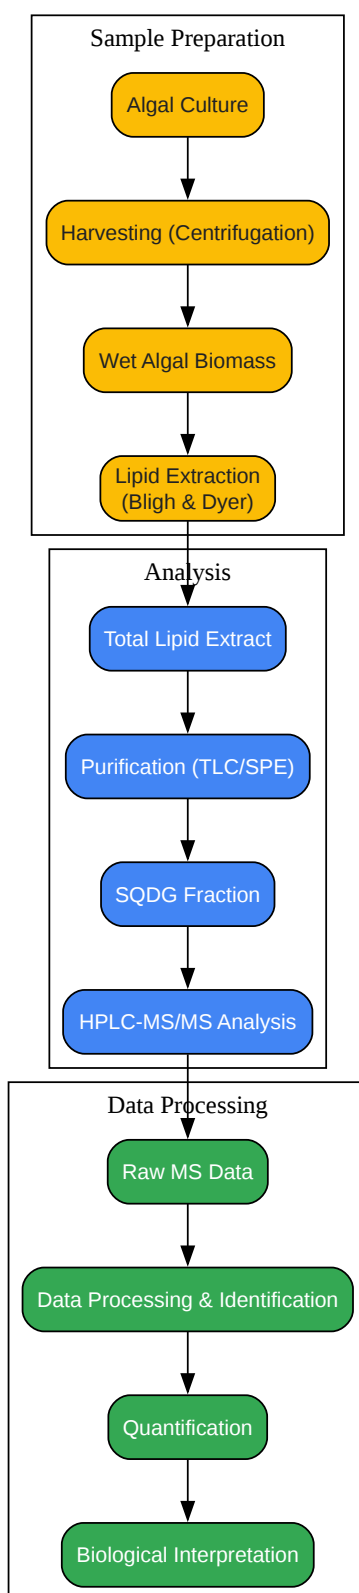 Sample Preparation
Algal Culture
Harvesting (Centrifugation)
Wet Algal Biomass
Lipid Extraction
(Bligh & Dyer)
Analysis
Total Lipid Extract
Purification (TLC/SPE)
SQDG Fraction
HPLC-MS/MS Analysis
Data Processing
Raw MS Data
Data Processing & Identification
Quantification
Biological Interpretation